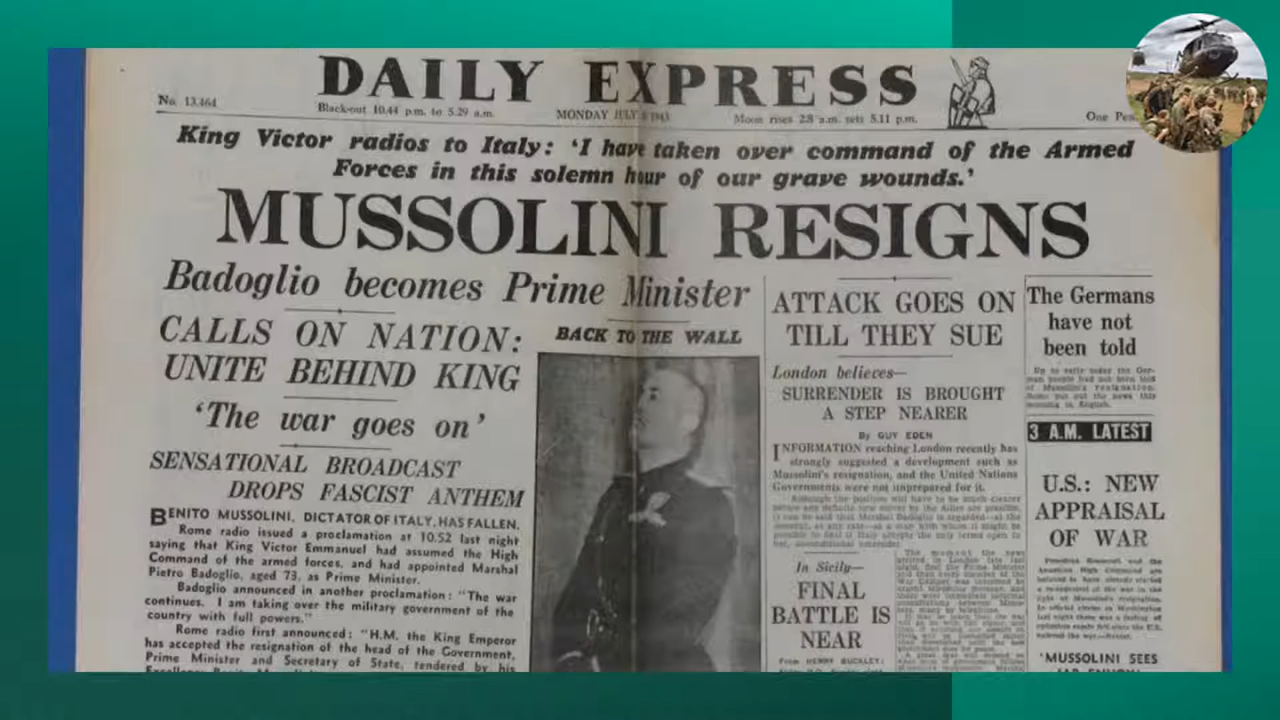 DAILY EXPRESS
No. 13,464
Black-out 10.44 p.m. to 5.29 a.m.
MONDAY JULY 1943
Moon rises 2.8 a.m. sets 5.11 p.m.
One
King Victor radios to Italy: 'I have taken over command of the Armed
Forces in this solemn hour of our grave wounds.'
MUSSOLINI RESIGNS
Badoglio becomes Prime Minister
CALLS ON NATION:
UNITE BEHIND KING
'The war goes on'
SENSATIONAL BROADCAST
DROPS FASCIST ANTHEM
BENITO MUSSOLINI, DICTATOR OF ITALY, HAS FALLEN.
Rome radio issued a proclamation at 10.52 last night
saying that King Victor Emmanuel had assumed the High
Command of the armed forces, and had appointed Marshal
Pietro Badoglio, aged 73, as Prime Minister.
Badoglio announced in another proclamation: "The war
continues. I am taking over the military government of the
country with full powers."
Rome radio first announced: "H.M. the King Emperor
has accepted the resignation of the head of the Government,
Prime Minister and Secretary of State, tendered by his
BACK TO THE WALL
ATTACK GOES ON
TILL THEY SUE
London believes—
SURRENDER IS BROUGHT
A STEP NEARER
By GUY EDEN
INFORMATION reaching London recently has
strongly suggested a development such as
Mussolini's resignation, and the United Nations
Governments were not unprepared for it.
In Sicily—
FINAL
BATTLE IS
NEAR
From HENRY BUCKLEY:
The Germans
have not
been told
3 A.M. LATEST
U.S.: NEW
APPRAISAL
OF WAR
'MUSSOLINI SEES